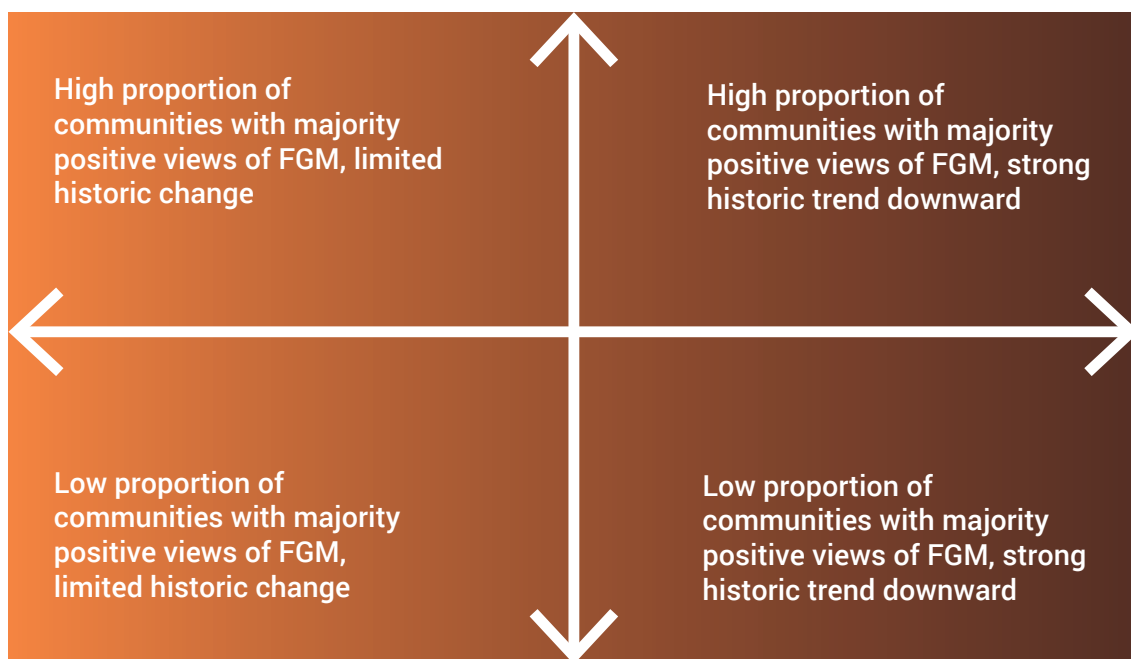 High proportion of
communities with majority
positive views of FGM, limited
historic change
High proportion of
communities with majority
positive views of FGM, strong
historic trend downward
Low proportion of
communities with majority
positive views of FGM,
limited historic change
Low proportion of
communities with majority
positive views of FGM, strong
historic trend downward